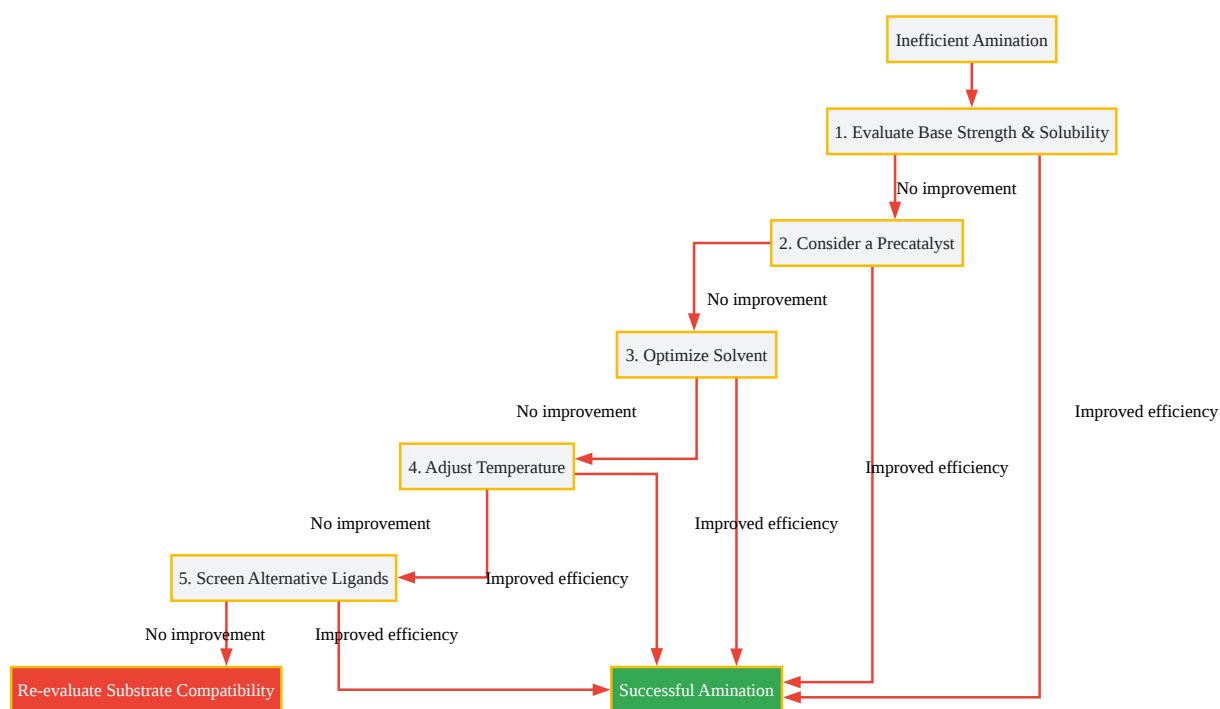 Inefficient Amination
1. Evaluate Base Strength & Solubility
No improvement
2. Consider a Precatalyst
No improvement
3. Optimize Solvent
No improvement
Improved efficiency
4. Adjust Temperature
Improved efficiency
No improvement
Improved efficiency
5. Screen Alternative Ligands
Improved efficiency
No improvement
Improved efficiency
Re-evaluate Substrate Compatibility
Successful Amination